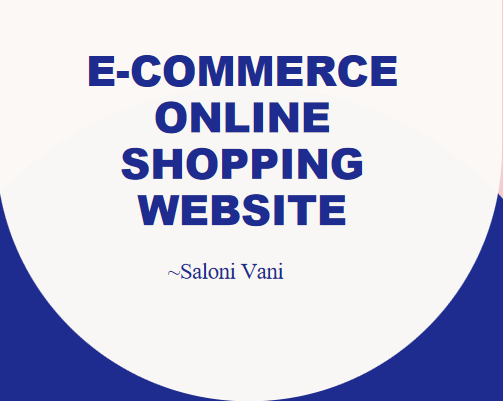 E-COMMERCE
ONLINE
SHOPPING
WEBSITE
~Saloni Vani